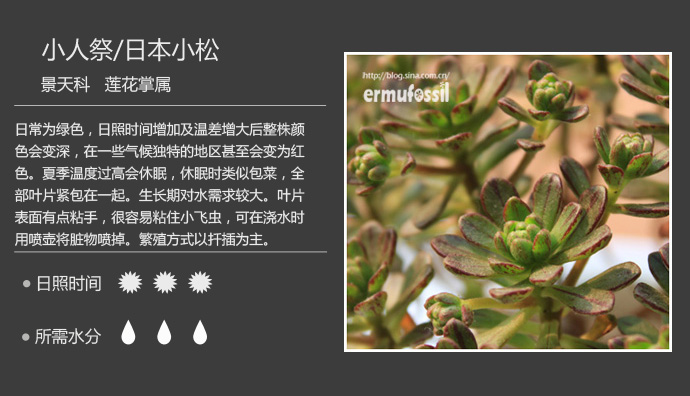 小人祭/日本小松
景天科 莲花掌属
日常为绿色，日照时间增加及温差增大后整株颜
色会变深，在一些气候独特的地区甚至会变为红
色。夏季温度过高会休眠，休眠时类似包菜，全
部叶片紧包在一起。生长期对水需求较大。叶片
表面有点粘手，很容易粘住小飞虫，可在浇水时
用喷壶将脏物喷掉。繁殖方式以扦插为主。
日照时间
所需水分
http://blog.sina.com.cn/
ermufossil